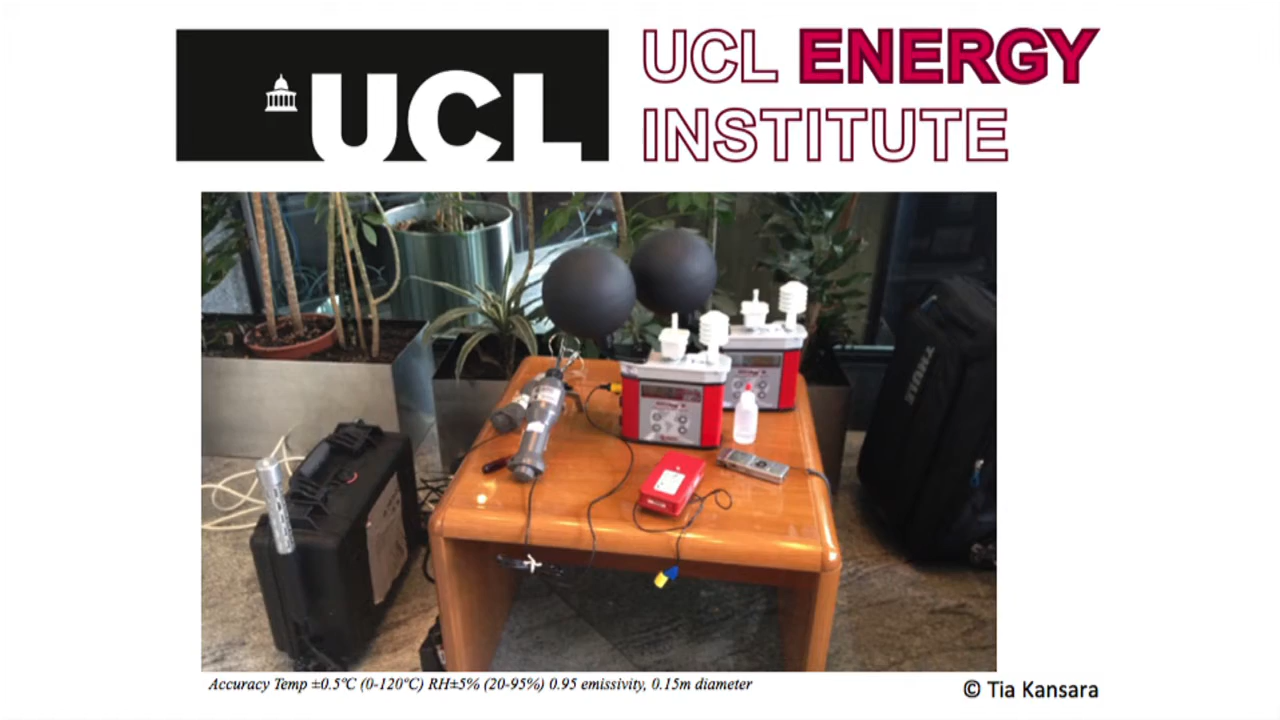 UCL
UCL ENERGY
INSTITUTE
THULE
Accuracy Temp ±0.5°C (0-120°C) RH±5% (20-95%) 0.95 emissivity, 0.15m diameter
© Tia Kansara